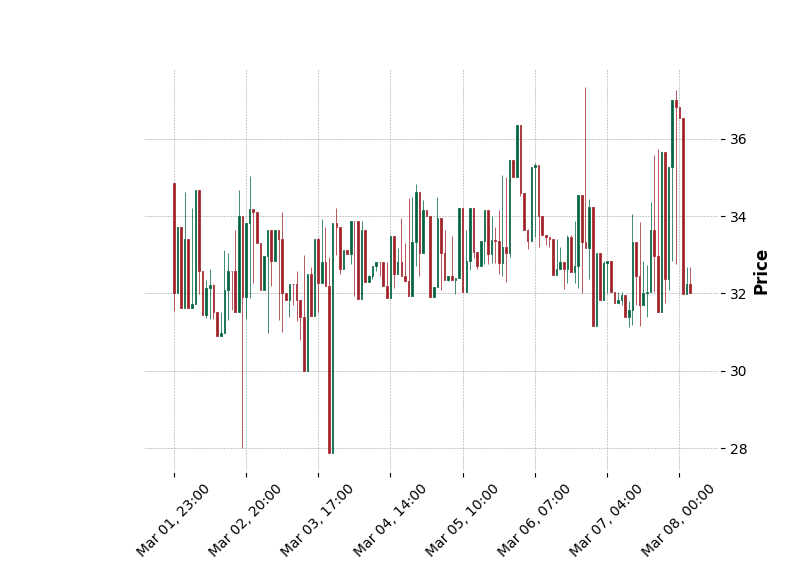 36
34
32
30
28
Price
Mar 01, 23:00
Mar 02, 20:00
Mar 03, 17:00
Mar 04, 14:00
Mar 05, 10:00
Mar 06, 07:00
Mar 07, 04:00
Mar 08, 00:00